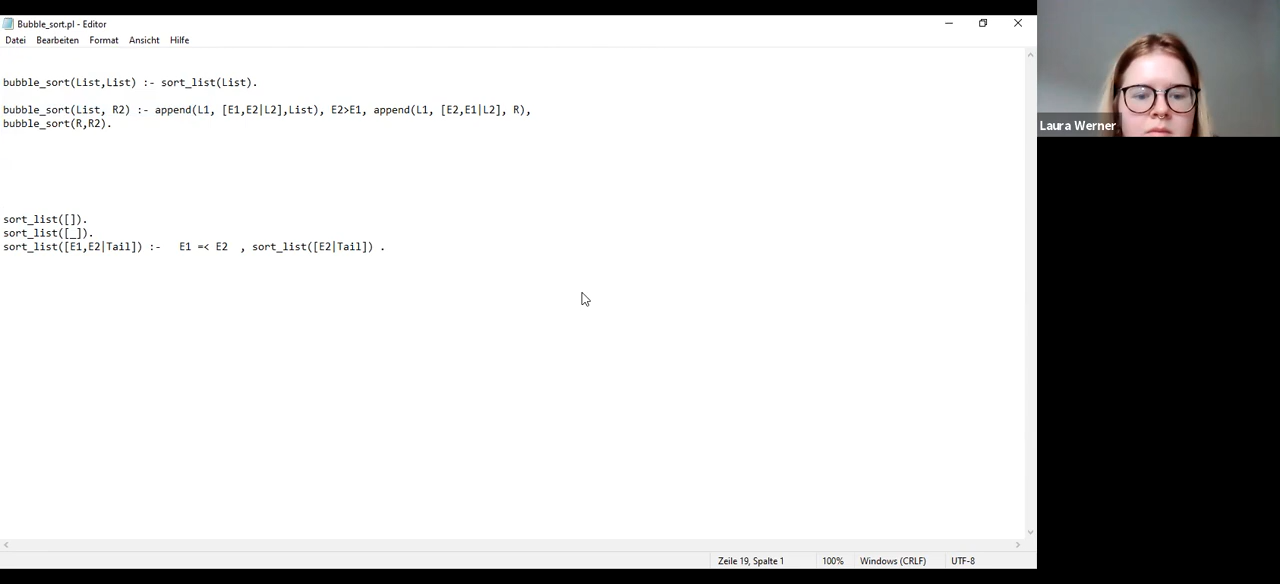 Bubble_sort.pl - Editor
Datei Bearbeiten Format Ansicht Hilfe
bubble_sort(List,List) :- sort_list(List).
bubble_sort(List, R2) :- append(L1, [E1,E2|L2],List), E2>E1, append(L1, [E2,E1|L2], R),
bubble_sort(R,R2).
sort_list([]).
sort_list([_]).
sort_list([E1,E2|Tail]) :-   E1 =< E2  , sort_list([E2|Tail]) .
Zeile 19, Spalte 1 100% Windows (CRLF) UTF-8
Laura Werner